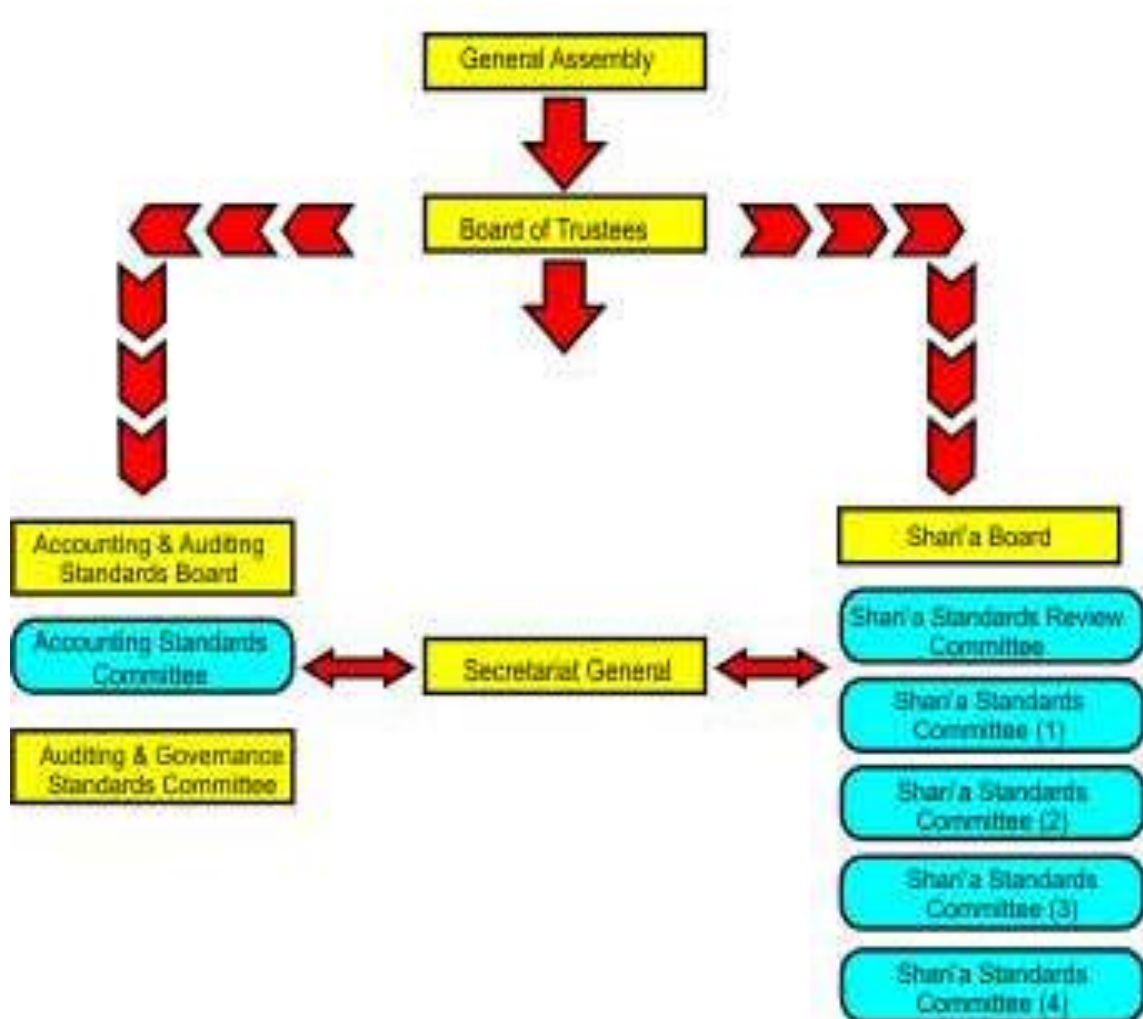 General Assembly
Board of Trustees
Accounting & Auditing
Standards Board
Accounting Standards
Committee
Auditing & Governance
Standards Committee
Secretariat General
Shari'a Board
Shari'a Standards Review
Committee
Shari'a Standards
Committee (1)
Shari'a Standards
Committee (2)
Shari'a Standards
Committee (3)
Shari'a Standards
Committee (4)